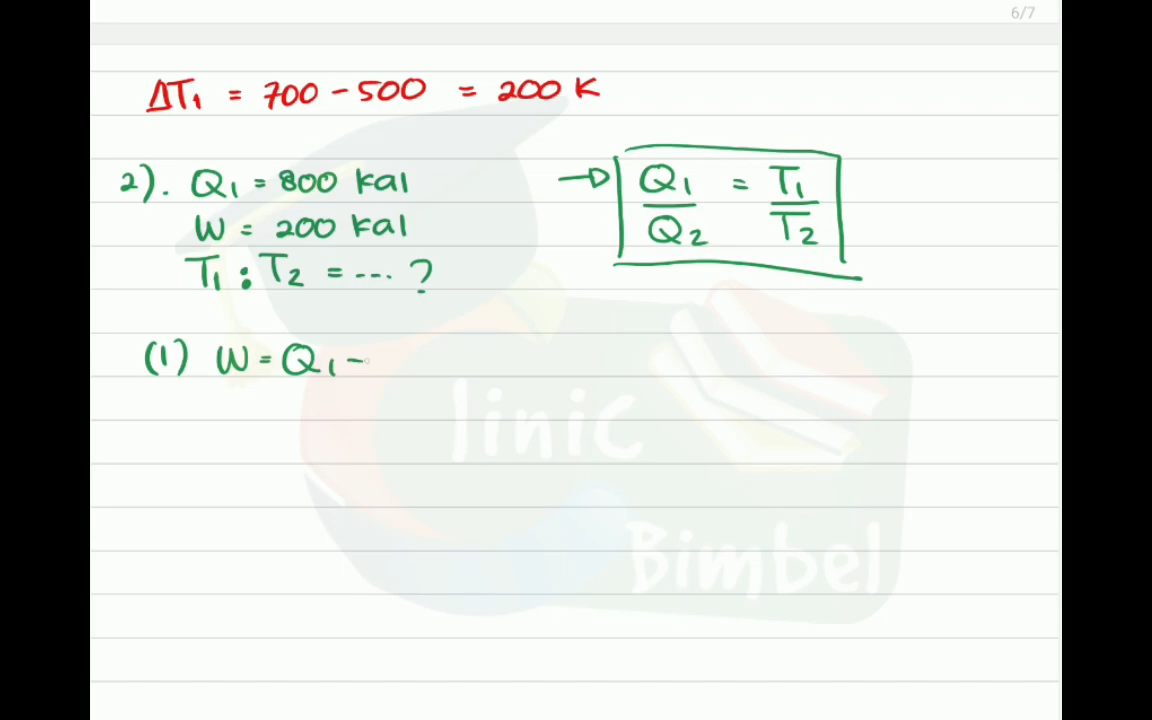 6/7
ΔT₁ = 700 - 500 = 200 K
2). Q₁ = 800 kal
W = 200 kal
T₁ : T₂ = ... ?
→ Q₁/Q₂ = T₁/T₂
(1) W = Q₁ -
linic
Bimbel